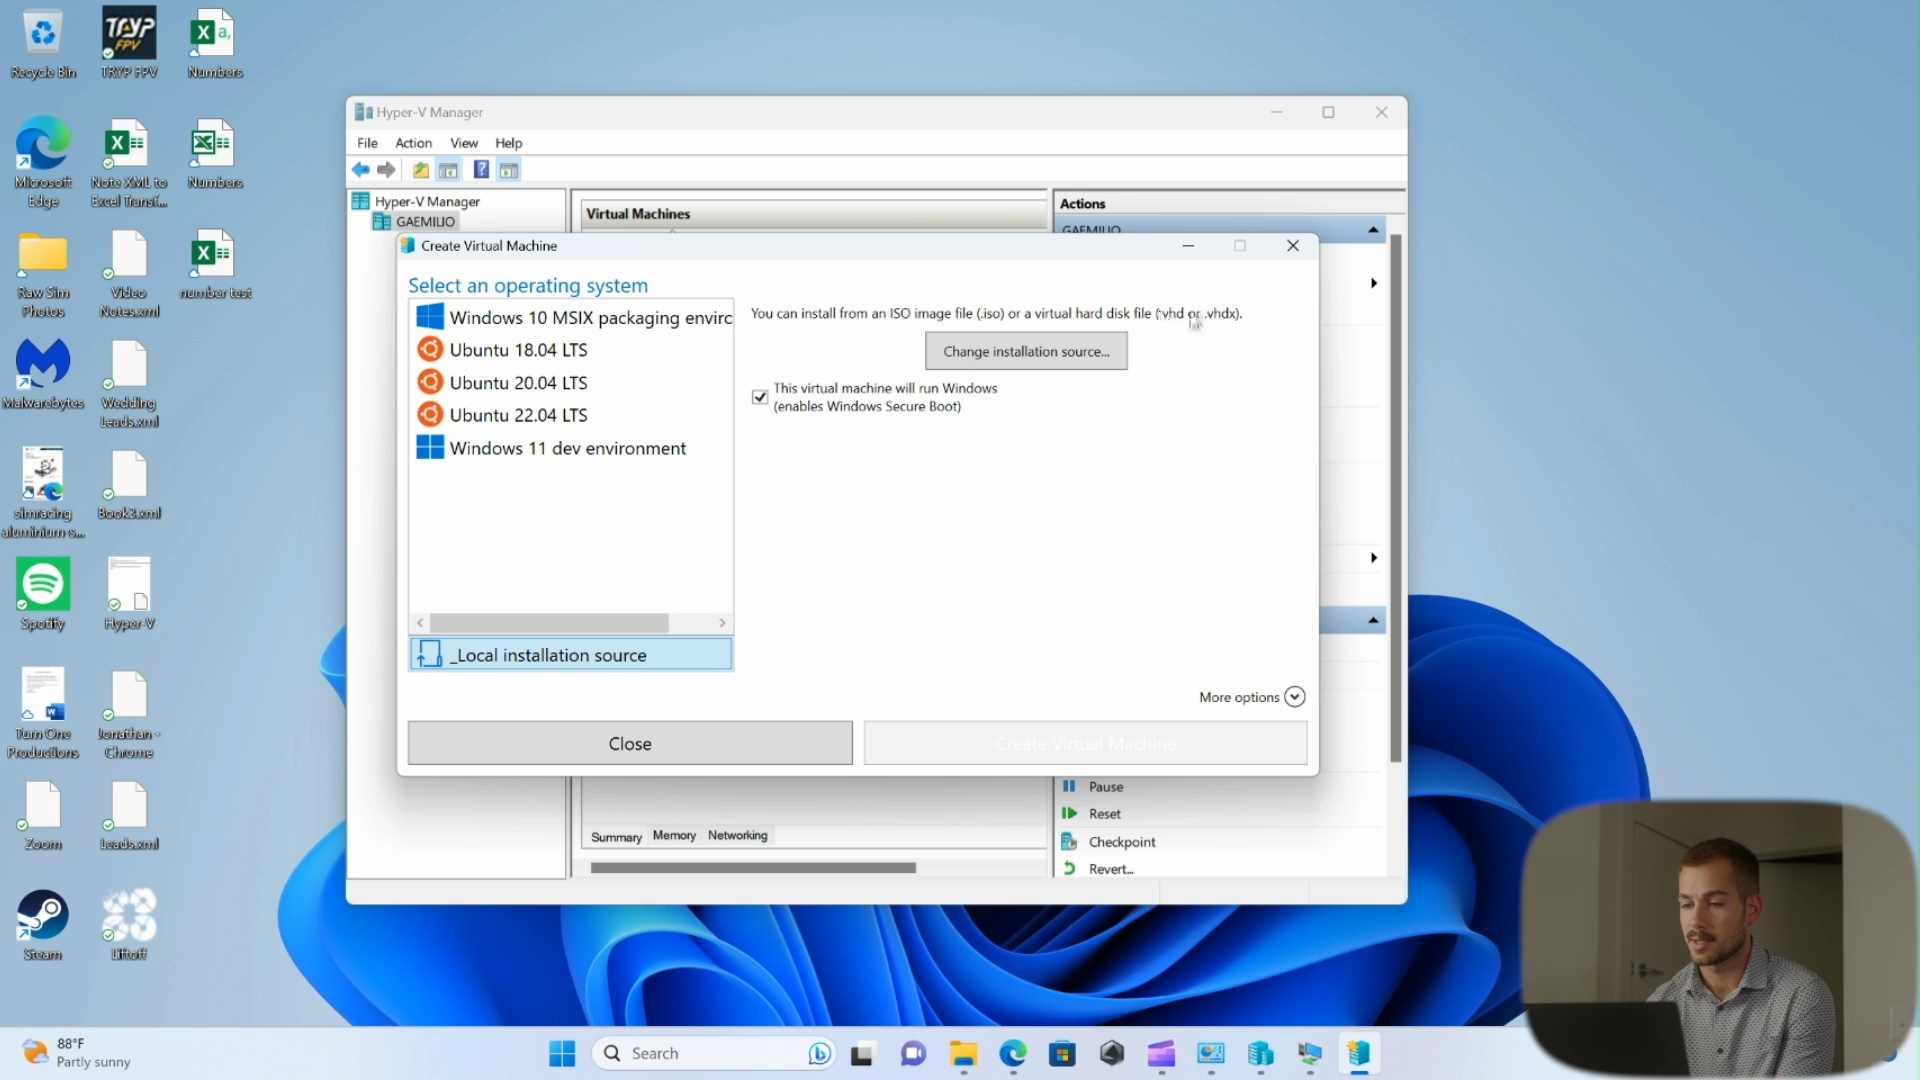 Recycle Bin
TRYP FPV
Numbers
Microsoft
Edge
Note XML to
Excel Transf...
Numbers
Raw Sim
Photos
Video
Notes.xml
number test
Malwarebytes
Wedding
Leads.xml
simracing
aluminium s...
Book3.xml
Spotify
Hyper-V
Turn One
Productions
Jonathan -
Chrome
Zoom
Leads.xml
Steam
Liftoff
TRYP
FPV
Hyper-V Manager
File Action View Help
Hyper-V Manager
GAEMILIO
Virtual Machines
Actions
GAEMILIO
Create Virtual Machine
Select an operating system
Windows 10 MSIX packaging envirc
Ubuntu 18.04 LTS
Ubuntu 20.04 LTS
Ubuntu 22.04 LTS
Windows 11 dev environment
_Local installation source
You can install from an ISO image file (.iso) or a virtual hard disk file (.vhd or .vhdx).
Change installation source...
This virtual machine will run Windows
(enables Windows Secure Boot)
More options
Close
Create Virtual Machine
Summary Memory Networking
Pause
Reset
Checkpoint
Revert...
88°F
Partly sunny
Search